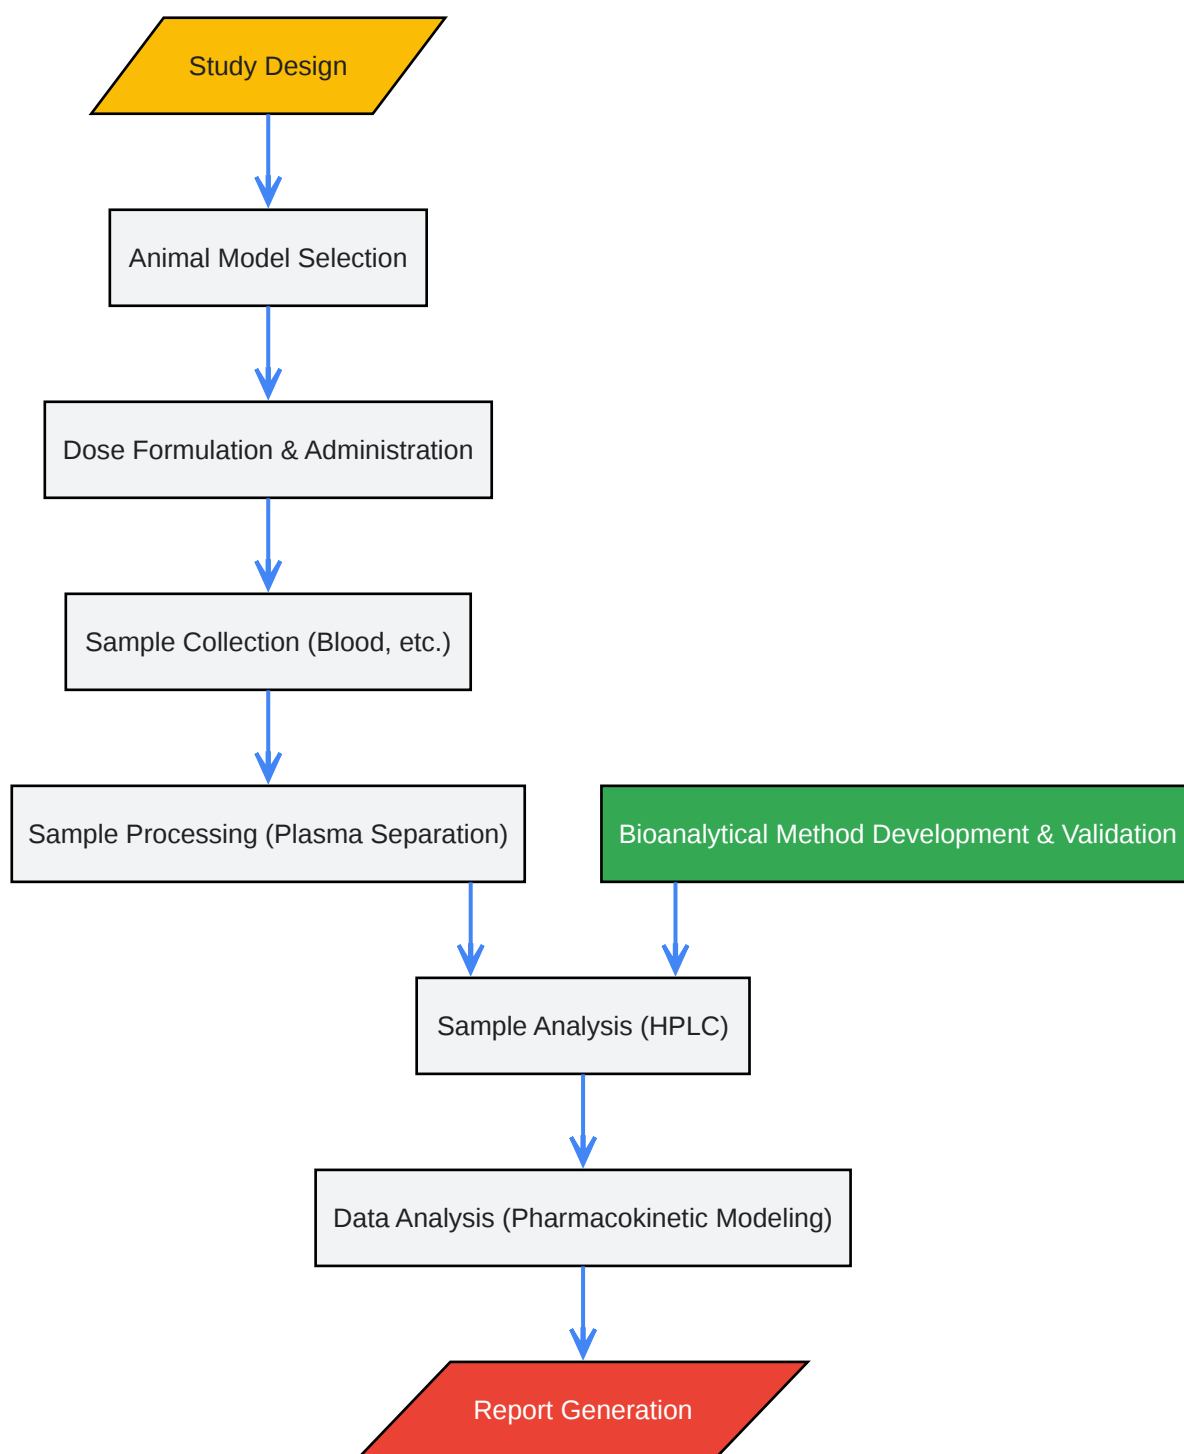 Study Design
Animal Model Selection
Dose Formulation & Administration
Sample Collection (Blood, etc.)
Sample Processing (Plasma Separation)
Bioanalytical Method Development & Validation
Sample Analysis (HPLC)
Data Analysis (Pharmacokinetic Modeling)
Report Generation